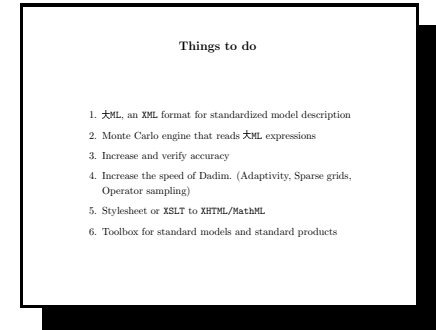 Things to do
1. 大ML, an XML format for standardized model description
2. Monte Carlo engine that reads 大ML expressions
3. Increase and verify accuracy
4. Increase the speed of Dadim. (Adaptivity, Sparse grids,
Operator sampling)
5. Stylesheet or XSLT to XHTML/MathML
6. Toolbox for standard models and standard products